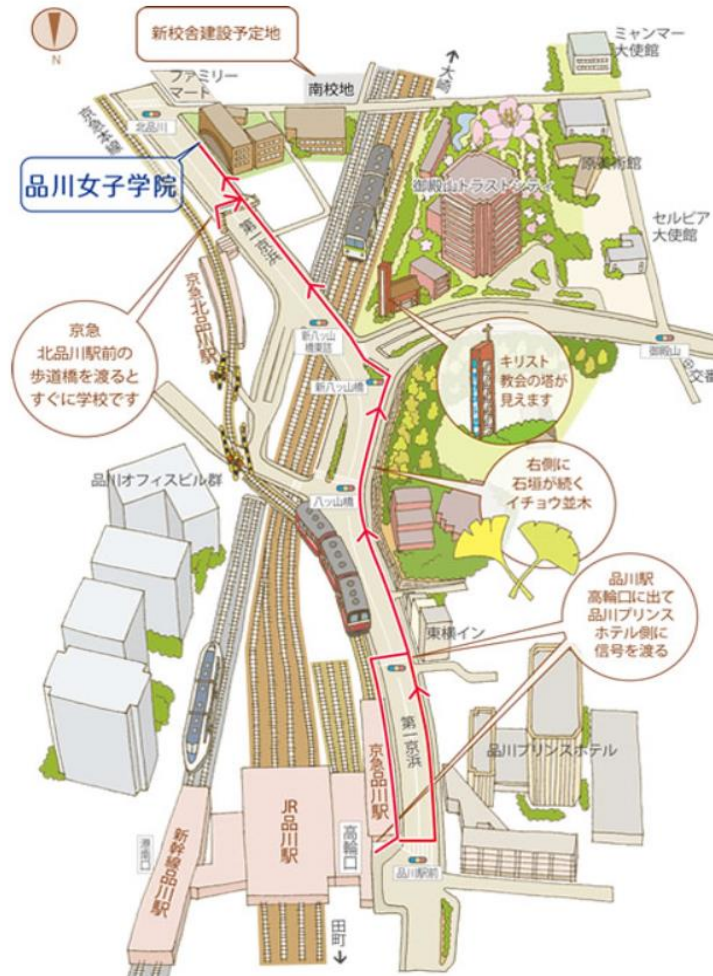 N
新校舎建設予定地
ミャンマー
大使館
ファミリー
マート
南校地
大崎
京急本線
北品川
品川女子学院
御殿山トラストシティ
原美術館
セルビア
大使館
第一京浜
京急北品川駅
京急
北品川駅前の
歩道橋を渡ると
すぐに学校です
新八ッ山
橋東詰
新八ッ山橋
御殿山
交番
キリスト
教会の塔が
見えます
品川オフィスビル群
八ッ山橋
右側に
石垣が続く
イチョウ並木
品川駅
高輪口に出て
品川プリンス
ホテル側に
信号を渡る
東横イン
第一京浜
京急品川駅
品川プリンスホテル
JR品川駅
高輪口
新幹線品川駅
港南口
品川駅前
田町